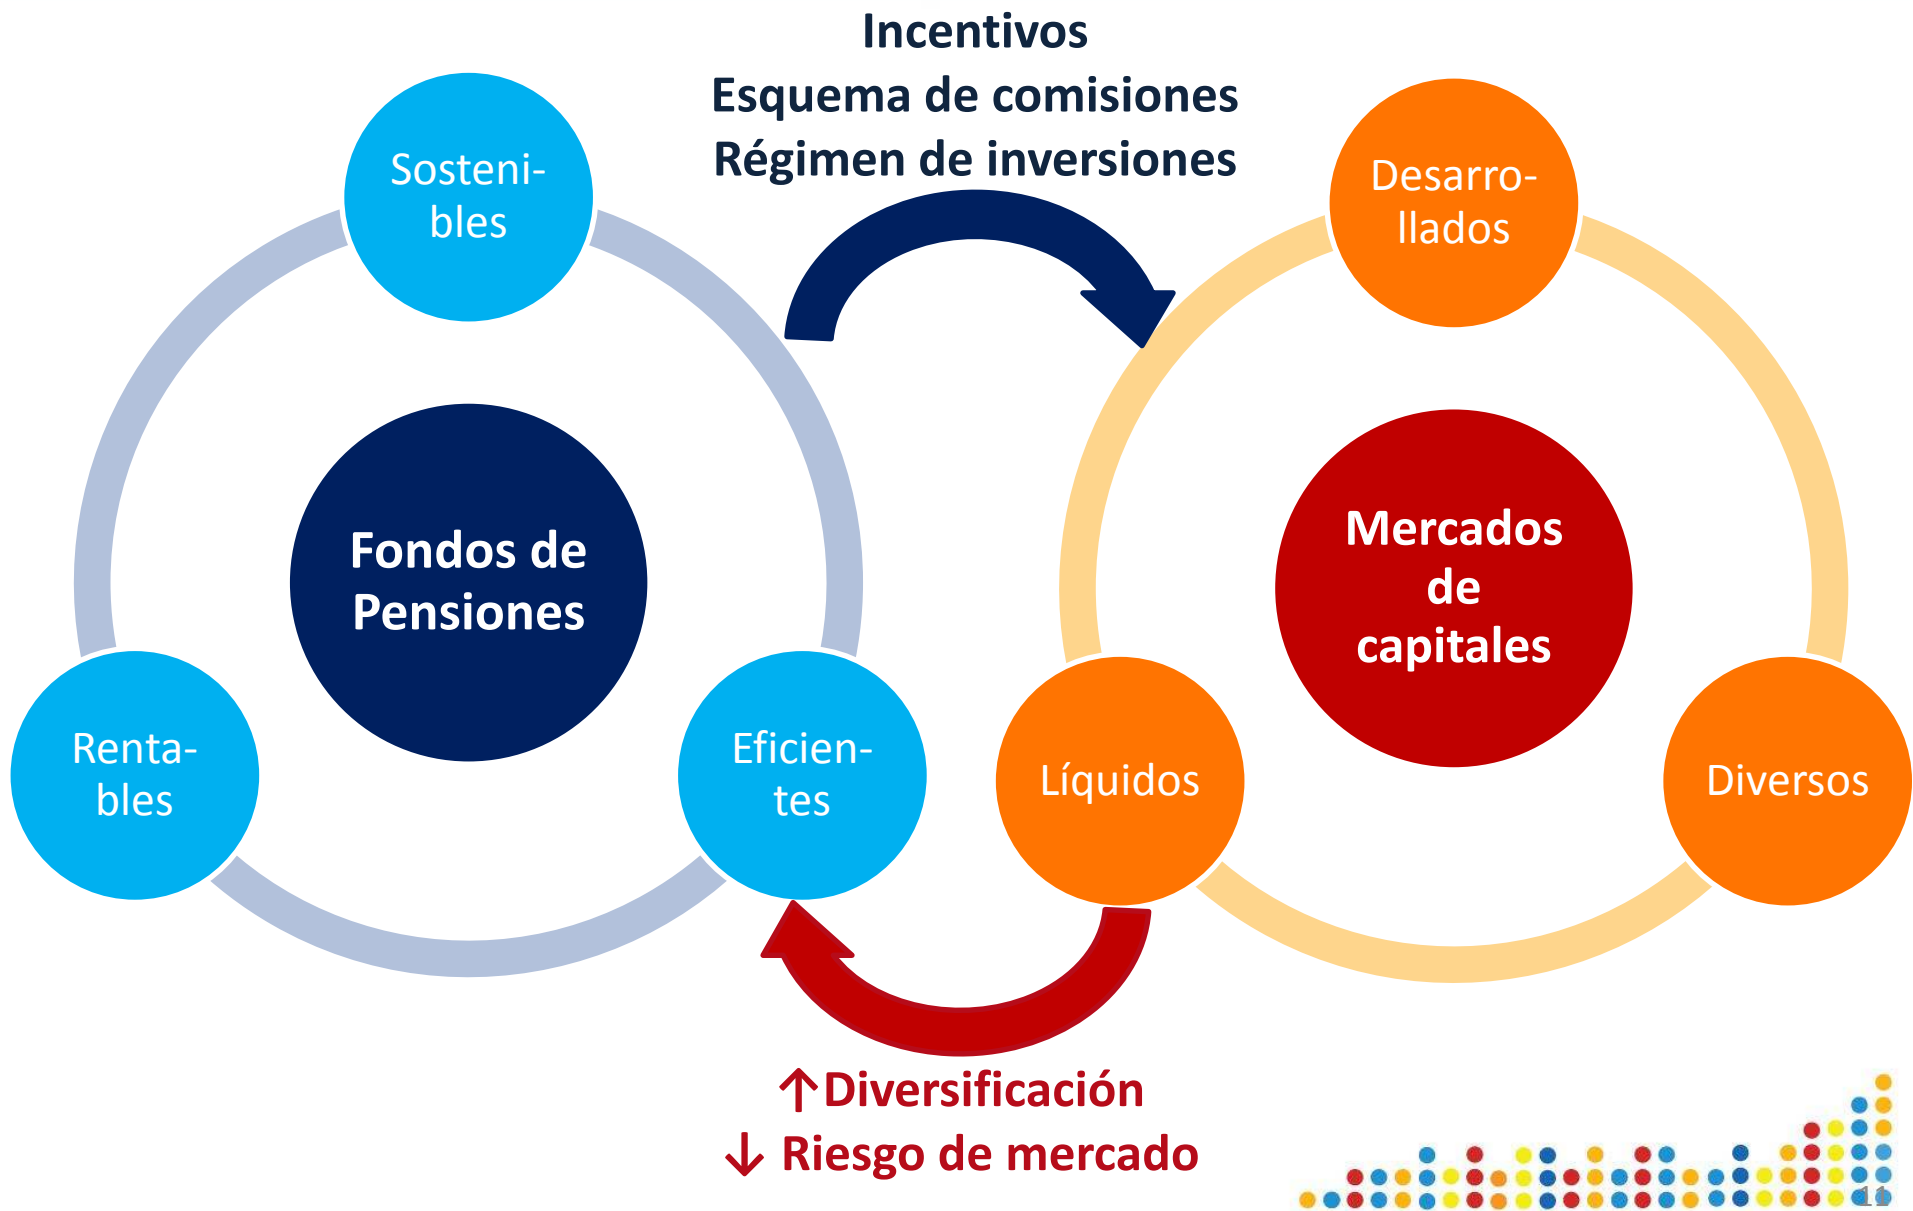 Incentivos
Esquema de comisiones
Régimen de inversiones
Sosteni-
bles
Fondos de
Pensiones
Renta-
bles
Eficien-
tes
Desarro-
llados
Mercados
de
capitales
Líquidos
Diversos
↑Diversificación
↓ Riesgo de mercado
11